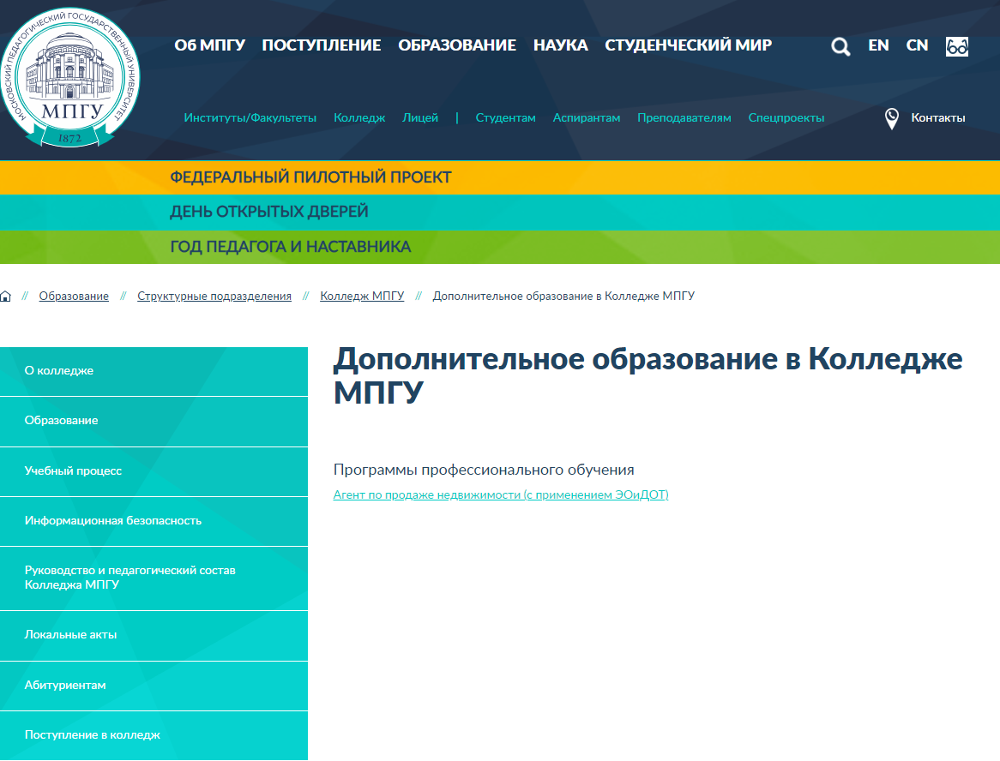 МОСКОВСКИЙ ПЕДАГОГИЧЕСКИЙ ГОСУДАРСТВЕННЫЙ УНИВЕРСИТЕТ
МПГУ
1872
Об МПГУ ПОСТУПЛЕНИЕ ОБРАЗОВАНИЕ НАУКА СТУДЕНЧЕСКИЙ МИР EN CN
Институты/Факультеты Колледж Лицей | Студентам Аспирантам Преподавателям Спецпроекты Контакты
ФЕДЕРАЛЬНЫЙ ПИЛОТНЫЙ ПРОЕКТ
ДЕНЬ ОТКРЫТЫХ ДВЕРЕЙ
ГОД ПЕДАГОГА И НАСТАВНИКА
// Образование // Структурные подразделения // Колледж МПГУ // Дополнительное образование в Колледже МПГУ
О колледже
Образование
Учебный процесс
Информационная безопасность
Руководство и педагогический состав
Колледжа МПГУ
Локальные акты
Абитуриентам
Поступление в колледж
Дополнительное образование в Колледже
МПГУ
Программы профессионального обучения
Агент по продаже недвижимости (с применением ЭОиДОТ)